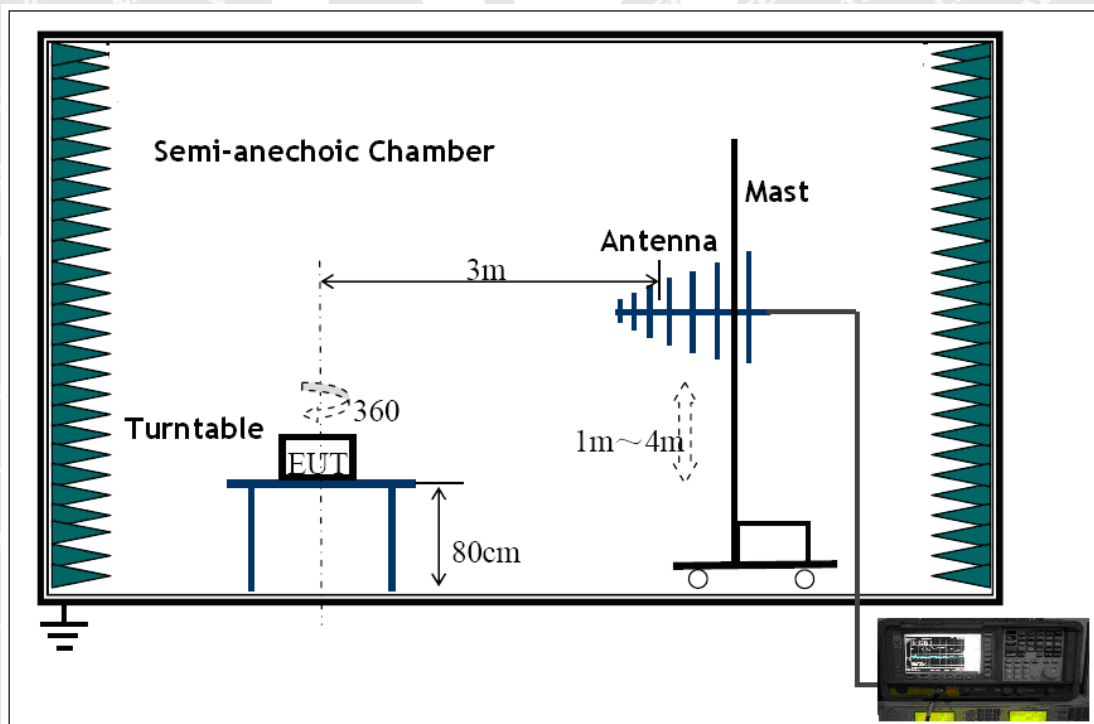 Semi-anechoic Chamber
Mast
Antenna
3m
360
Turntable
1m～4m
EUT
80cm